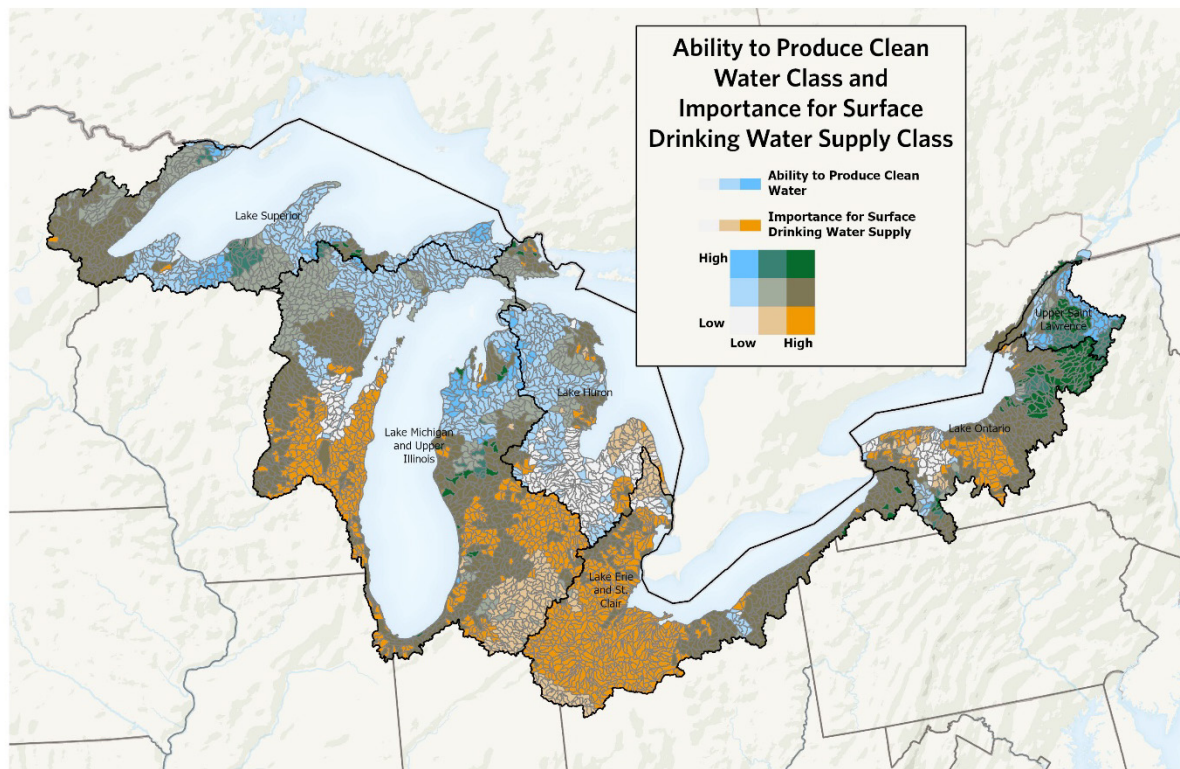 Ability to Produce Clean
Water Class and
Importance for Surface
Drinking Water Supply Class
Ability to Produce Clean
Water
Importance for Surface
Drinking Water Supply
High
Low
Low
High
Lake Superior
Lake Huron
Lake Michigan
and Upper
Illinois
Lake Erie
and St.
Clair
Lake Ontario
Upper Saint
Lawrence